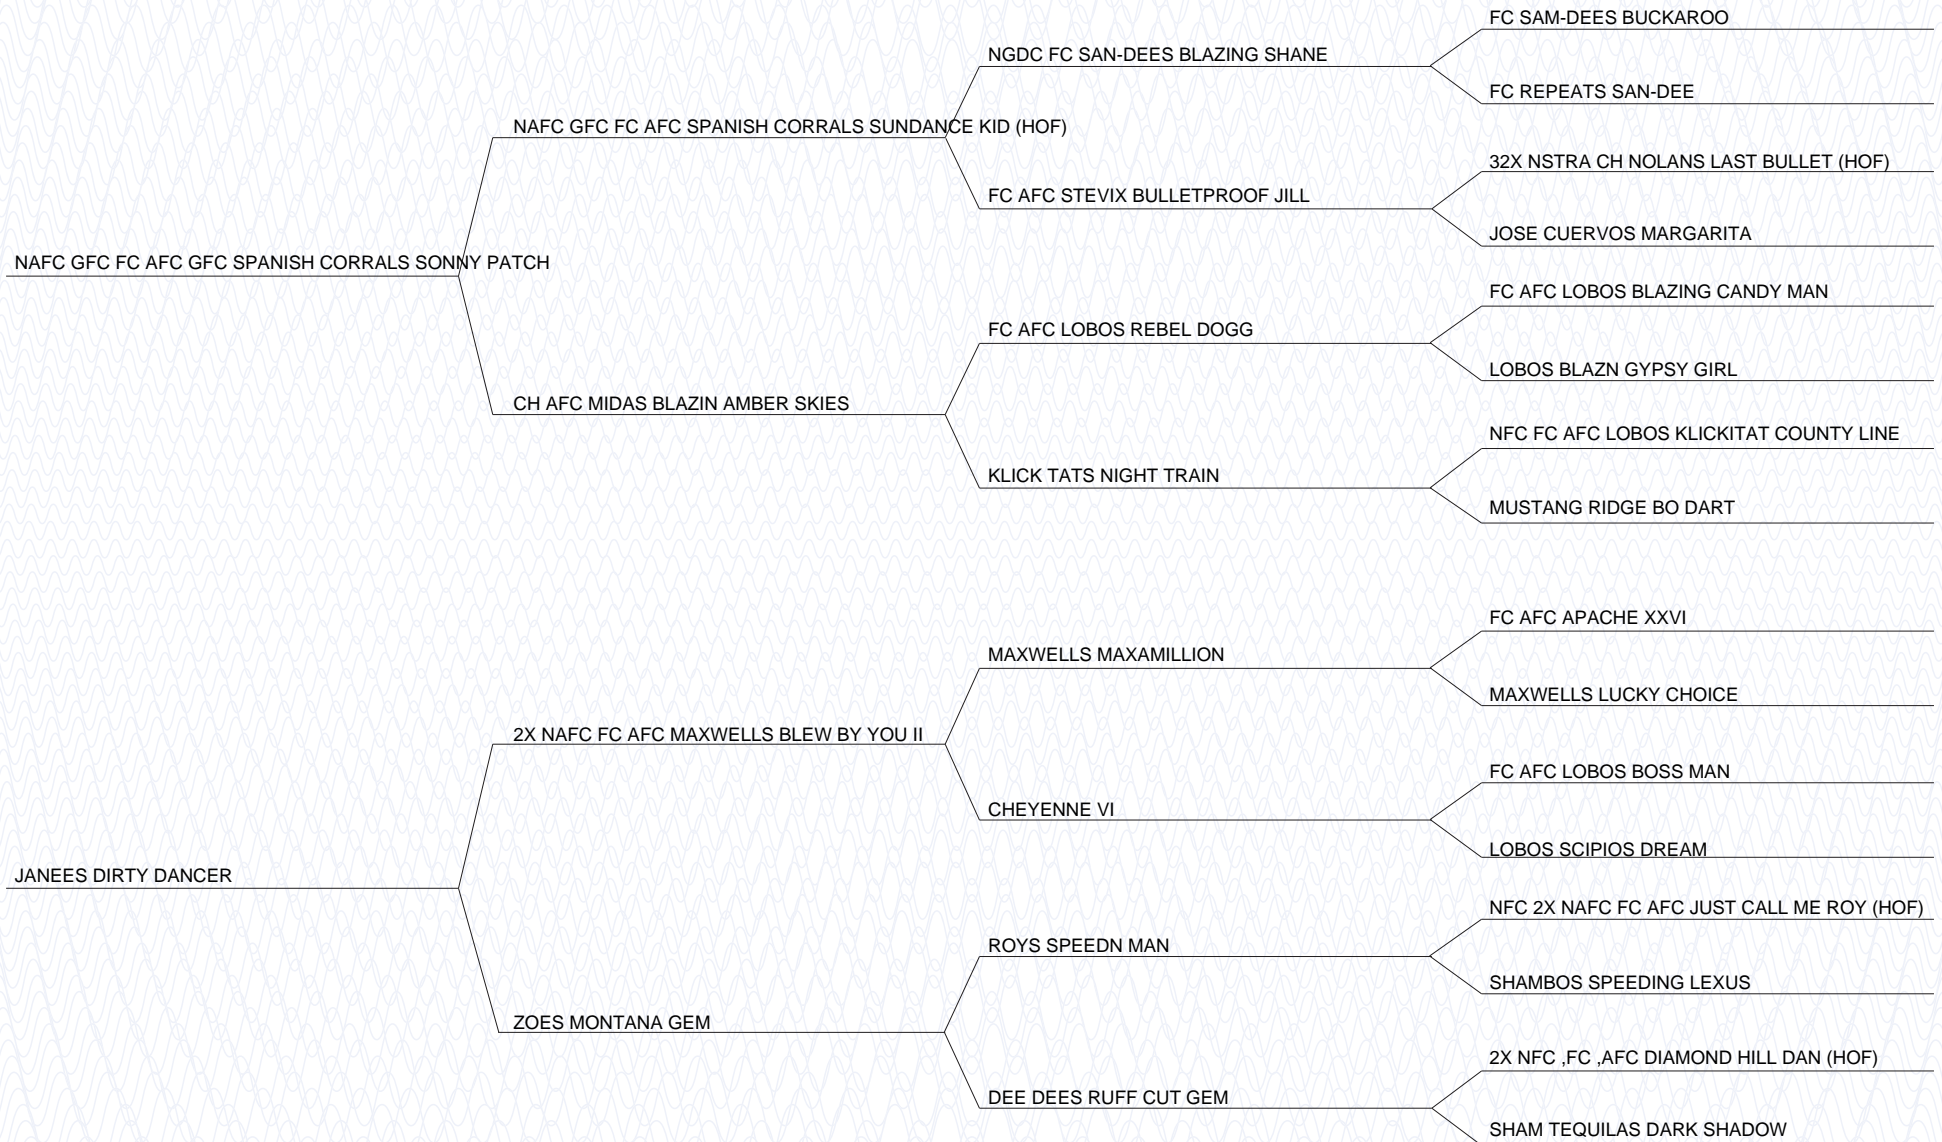 FC SAM-DEES BUCKAROO
NGDC FC SAN-DEES BLAZING SHANE
FC REPEATS SAN-DEE
NAFC GFC FC AFC SPANISH CORRALS SUNDANCE KID (HOF)
32X NSTRA CH NOLANS LAST BULLET (HOF)
FC AFC STEVIX BULLETPROOF JILL
JOSE CUERVOS MARGARITA
NAFC GFC FC AFC GFC SPANISH CORRALS SONNY PATCH
FC AFC LOBOS BLAZING CANDY MAN
FC AFC LOBOS REBEL DOGG
LOBOS BLAZN GYPSY GIRL
CH AFC MIDAS BLAZIN AMBER SKIES
NFC FC AFC LOBOS KLICKITAT COUNTY LINE
KLICK TATS NIGHT TRAIN
MUSTANG RIDGE BO DART
FC AFC APACHE XXVI
MAXWELLS MAXAMILLION
MAXWELLS LUCKY CHOICE
2X NAFC FC AFC MAXWELLS BLEW BY YOU II
FC AFC LOBOS BOSS MAN
CHEYENNE VI
LOBOS SCIPIOS DREAM
JANEES DIRTY DANCER
NFC 2X NAFC FC AFC JUST CALL ME ROY (HOF)
ROYS SPEEDN MAN
SHAMBOS SPEEDING LEXUS
ZOES MONTANA GEM
2X NFC ,FC ,AFC DIAMOND HILL DAN (HOF)
DEE DEES RUFF CUT GEM
SHAM TEQUILAS DARK SHADOW